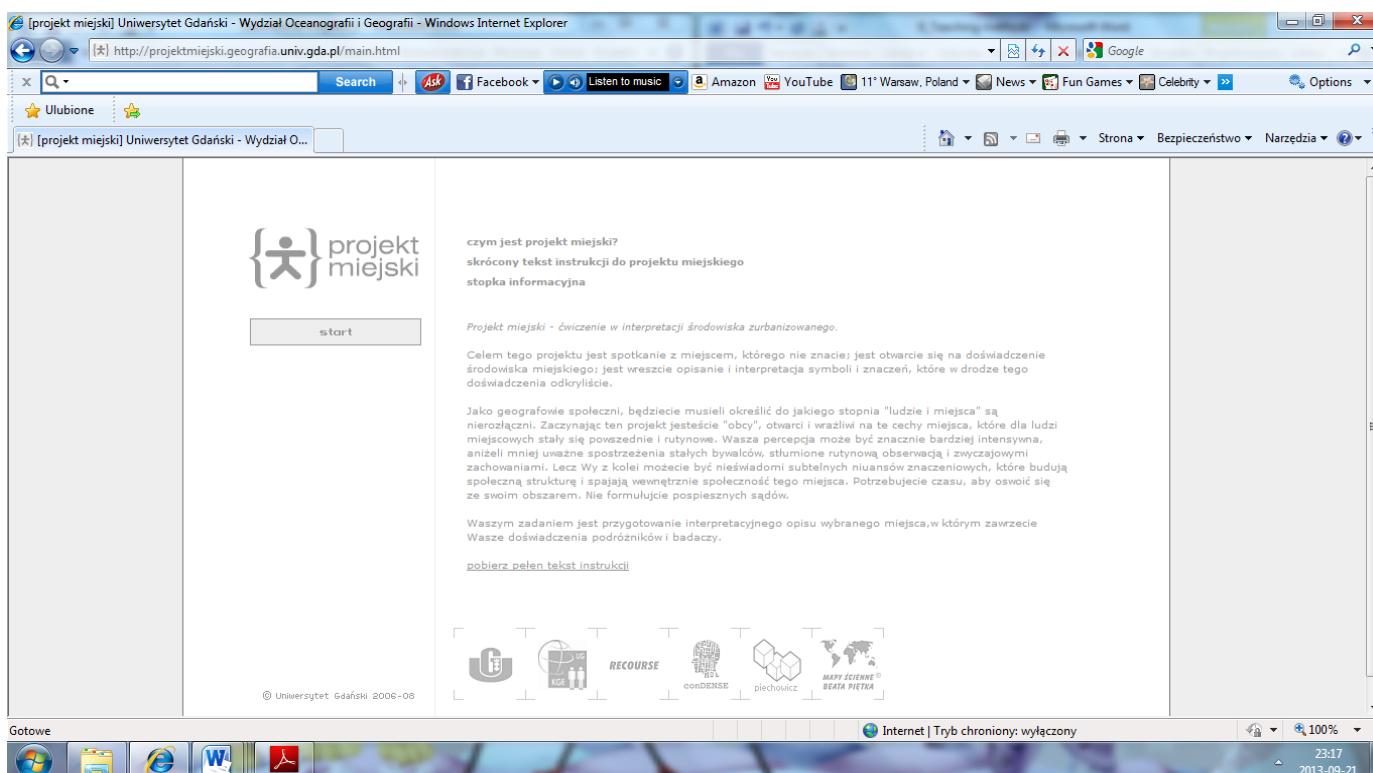 [projekt miejski] Uniwersytet Gdański - Wydział Oceanografii i Geografii - Windows Internet Explorer
http://projektmiejski.geografia.univ.gda.pl/main.html
Google
x Search Ask Facebook Listen to music Amazon YouTube 11° Warsaw, Poland News Fun Games Celebrity Options
Ulubione
[projekt miejski] Uniwersytet Gdański - Wydział O...
Strona Bezpieczeństwo Narzędzia
projekt
miejski
start
czym jest projekt miejski?
skrócony tekst instrukcji do projektu miejskiego
stopka informacyjna
Projekt miejski - ćwiczenie w interpretacji środowiska zurbanizowanego.
Celem tego projektu jest spotkanie z miejscem, którego nie znacie; jest otwarcie się na doświadczenie
środowiska miejskiego; jest wreszcie opisanie i interpretacja symboli i znaczeń, które w drodze tego
doświadczenia odkryliście.
Jako geografowie społeczni, będziecie musieli określić do jakiego stopnia "ludzie i miejsca" są
nierozłączni. Zaczynając ten projekt jesteście "obcy", otwarci i wrażliwi na te cechy miejsca, które dla ludzi
miejscowych stały się powszednie i rutynowe. Wasza percepcja może być znacznie bardziej intensywna,
aniżeli mniej uważne spostrzeżenia stałych bywalców, stłumione rutynową obserwacją i zwyczajowymi
zachowaniami. Lecz Wy z kolei możecie być nieświadomi subtelnych niuansów znaczeniowych, które budują
społeczną strukturę i spajają wewnętrznie społeczność tego miejsca. Potrzebujecie czasu, aby oswoić się
ze swoim obszarem. Nie formułujcie pospiesznych sądów.
Waszym zadaniem jest przygotowanie interpretacyjnego opisu wybranego miejsca,w którym zawrzecie
Wasze doświadczenia podróżników i badaczy.
pobierz pełen tekst instrukcji
UG
KGE
RECOURSE
conDENSE
piechowicz
MAPY ŚCIENNE®
BEATA PIĘTKA
© Uniwersytet Gdański 2006-08
Gotowe
Internet | Tryb chroniony: wyłączony
100%
23:17
2013-09-21